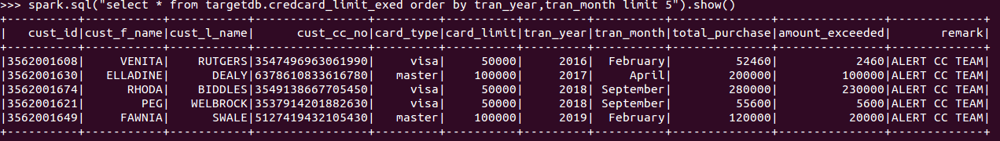 >>> spark.sql("select * from targetdb.credcard_limit_exed order by tran_year,tran_month limit 5").show()
+----------+-----------+-----------+----------------+---------+----------+---------+----------+--------------+---------------+-------------+
|   cust_id|cust_f_name|cust_l_name|      cust_cc_no|card_type|card_limit|tran_year|tran_month|total_purchase|amount_exceeded|       remark|
+----------+-----------+-----------+----------------+---------+----------+---------+----------+--------------+---------------+-------------+
|3562001608|     VENITA|    RUTGERS|3547496963061990|     visa|     50000|     2016|  February|         52460|           2460|ALERT CC TEAM|
|3562001630|   ELLADINE|      DEALY|6378610833616780|   master|    100000|     2017|     April|        200000|         100000|ALERT CC TEAM|
|3562001674|      RHODA|    BIDDLES|3549138667705450|     visa|     50000|     2018| September|        280000|         230000|ALERT CC TEAM|
|3562001621|        PEG|  WELBROCK|3537914201882630|     visa|     50000|     2018| September|         55600|           5600|ALERT CC TEAM|
|3562001649|     FAWNIA|      SWALE|5127419432105430|   master|    100000|     2019|  February|        120000|          20000|ALERT CC TEAM|
+----------+-----------+-----------+----------------+---------+----------+---------+----------+--------------+---------------+-------------+